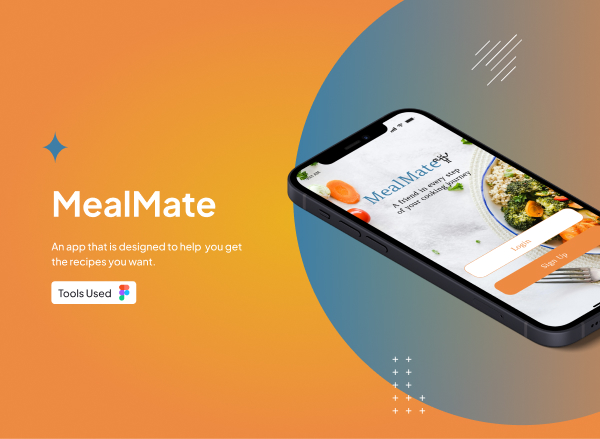 MealMate
An app that is designed to help you get
the recipes you want.
Tools Used
MealMate
A friend in every step
of your cooking journey
Login
Sign Up